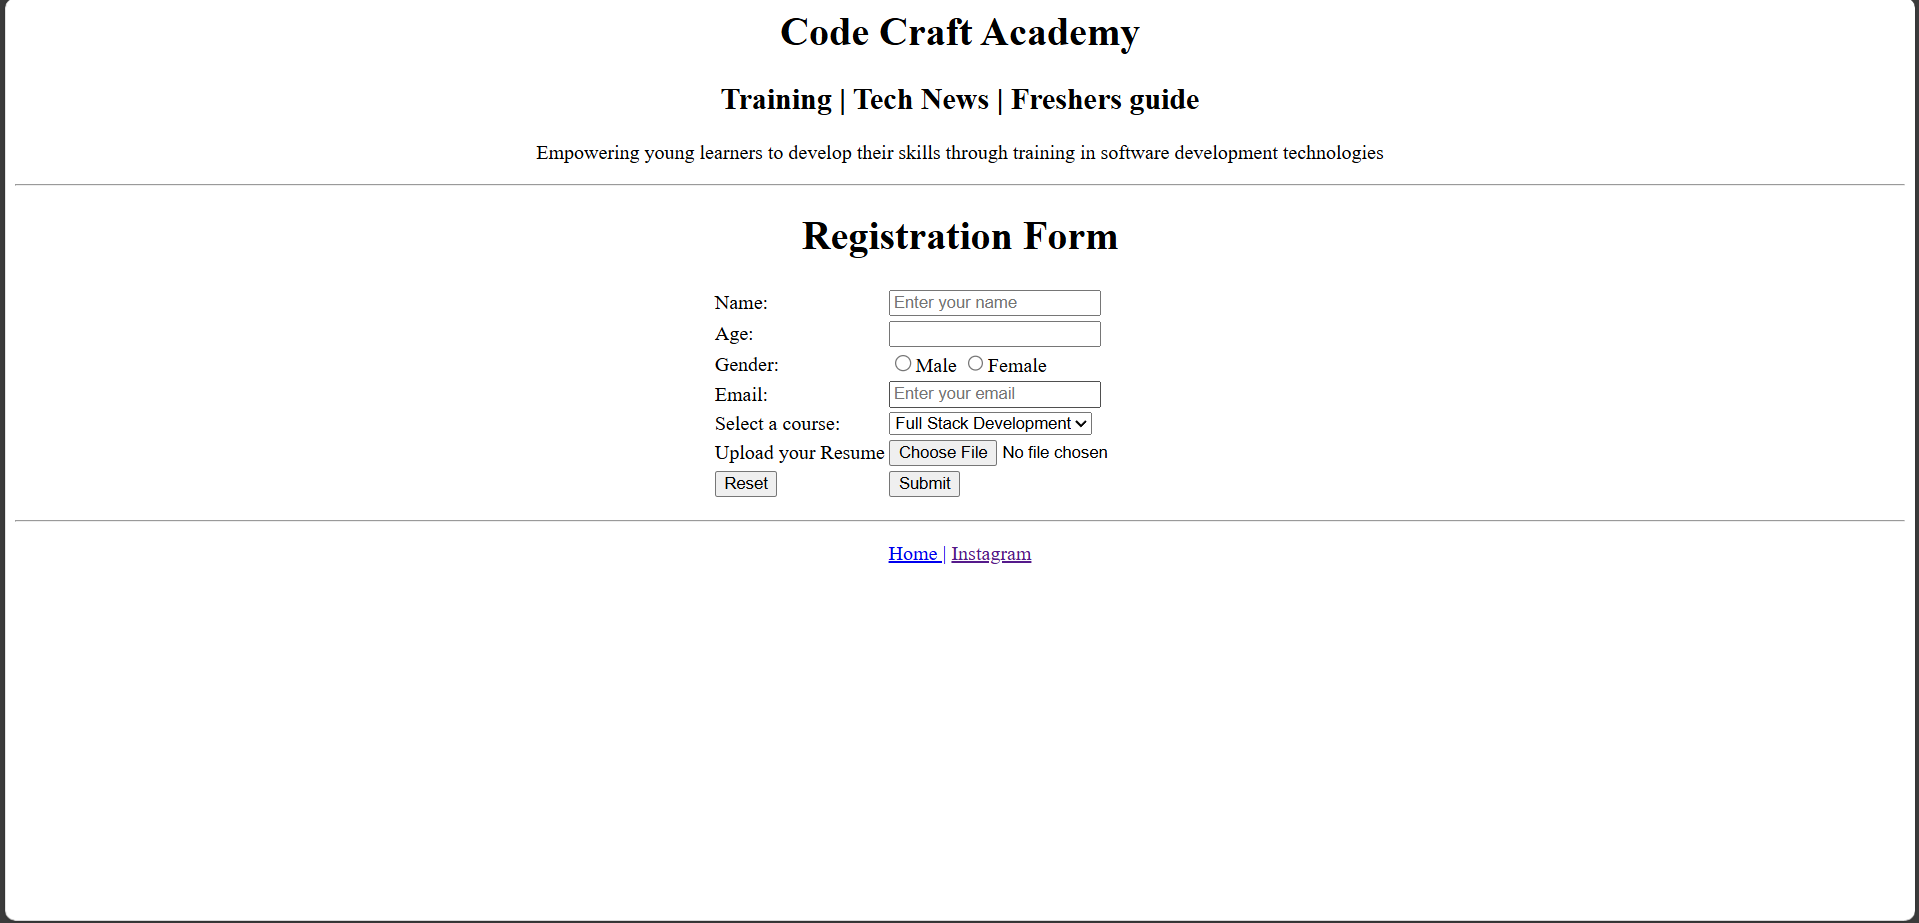 Code Craft Academy
Training | Tech News | Freshers guide
Empowering young learners to develop their skills through training in software development technologies
Registration Form
Name: Enter your name
Age:
Gender: Male Female
Email: Enter your email
Select a course: Full Stack Development
Upload your Resume Choose File No file chosen
Reset Submit
Home | Instagram